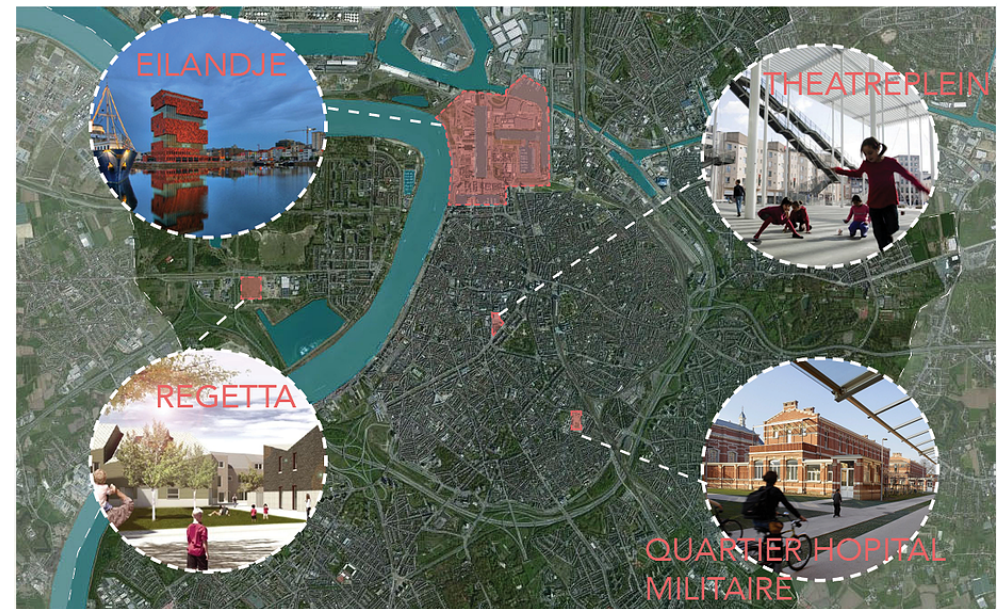 EILANDJE
THEATREPLEIN
REGETTA
QUARTIER HOPITAL
MILITAIRE